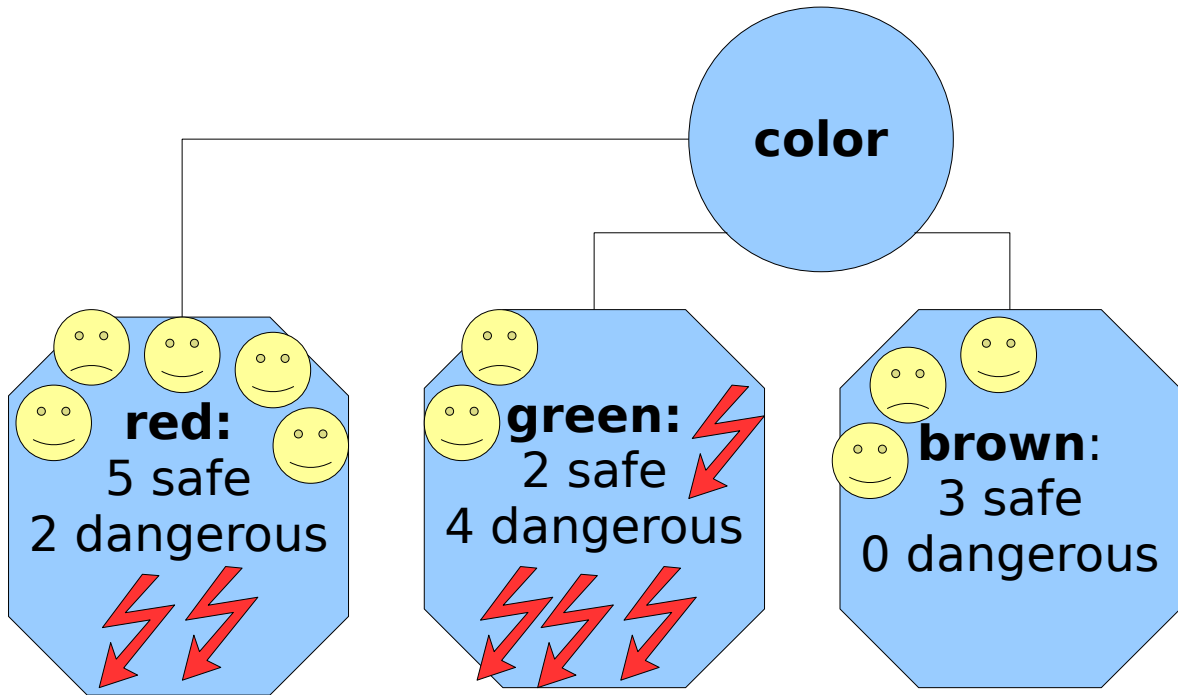 color
red:
5 safe
2 dangerous
green:
2 safe
4 dangerous
brown:
3 safe
0 dangerous